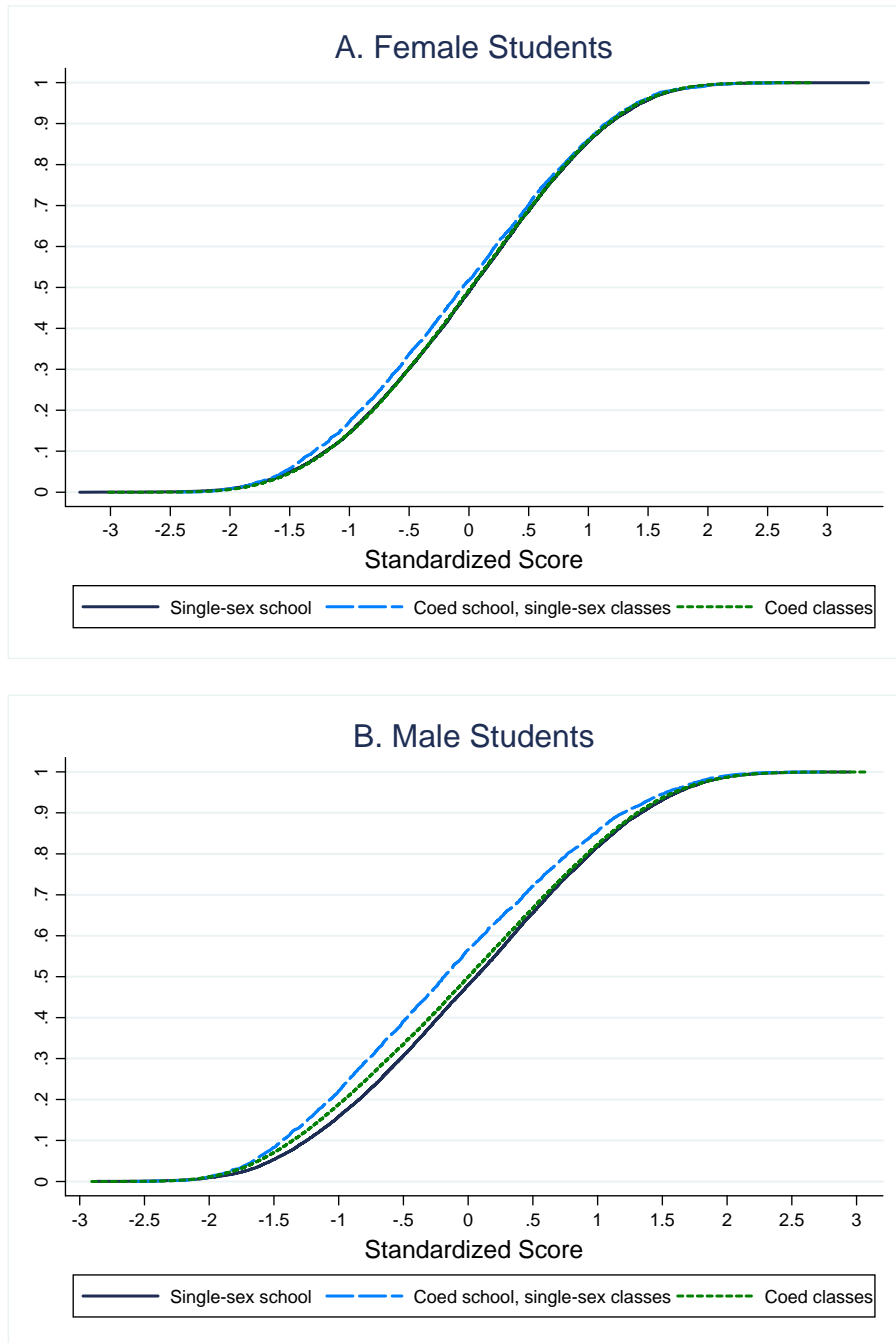 A. Female Students
1
.9
.8
.7
.6
.5
.4
.3
.2
.1
0
-3 -2.5 -2 -1.5 -1 -.5 0 .5 1 1.5 2 2.5 3
Standardized Score
Single-sex school Coed school, single-sex classes Coed classes
B. Male Students
1
.9
.8
.7
.6
.5
.4
.3
.2
.1
0
-3 -2.5 -2 -1.5 -1 -.5 0 .5 1 1.5 2 2.5 3
Standardized Score
Single-sex school Coed school, single-sex classes Coed classes